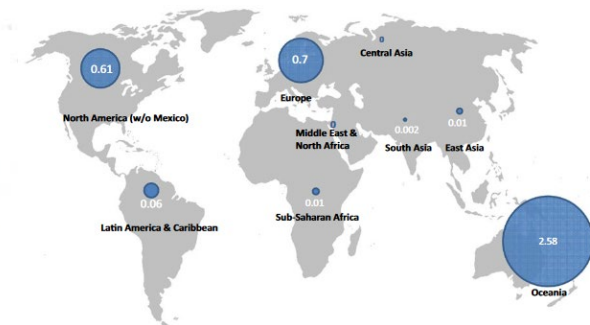 0.61
North America (w/o Mexico)
0.7
Europe
Central Asia
Middle East &
North Africa
0.002
South Asia
0.01
East Asia
0.06
Latin America & Caribbean
0.01
Sub-Saharan Africa
2.58
Oceania